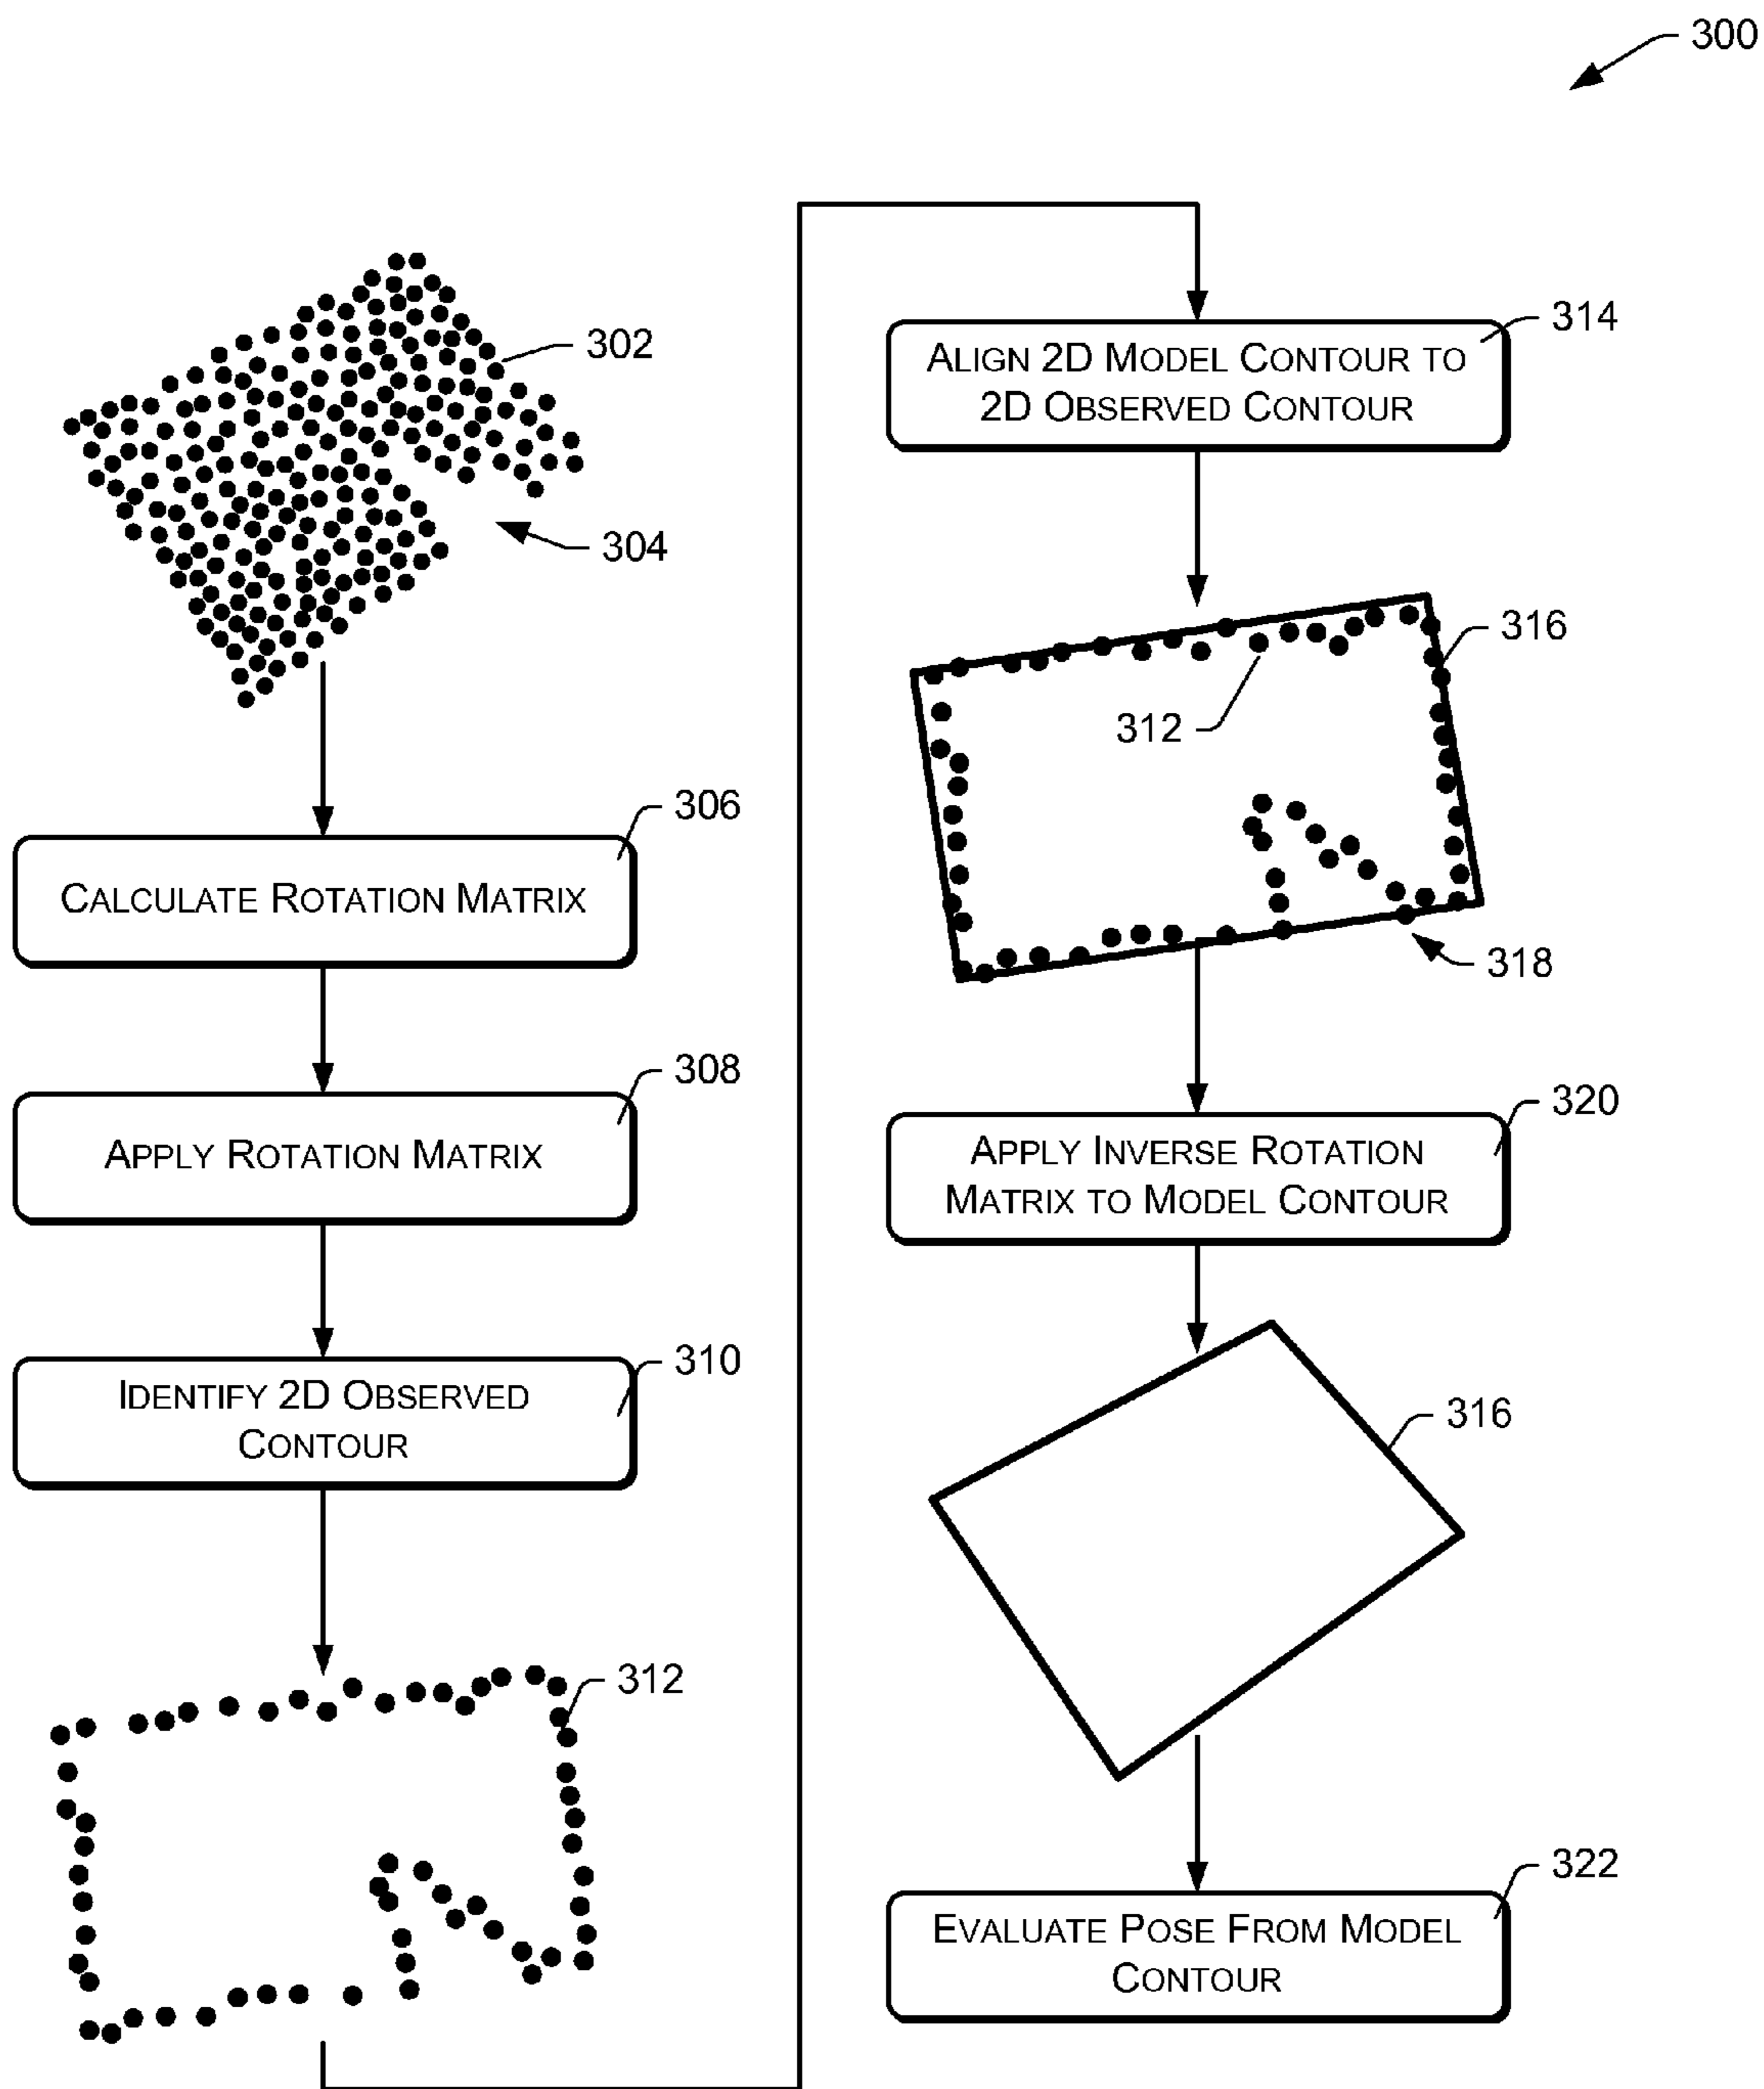 300
302
304
306
CALCULATE ROTATION MATRIX
308
APPLY ROTATION MATRIX
310
IDENTIFY 2D OBSERVED
CONTOUR
312
314
ALIGN 2D MODEL CONTOUR TO
2D OBSERVED CONTOUR
316
312
318
320
APPLY INVERSE ROTATION
MATRIX TO MODEL CONTOUR
316
322
EVALUATE POSE FROM MODEL
CONTOUR